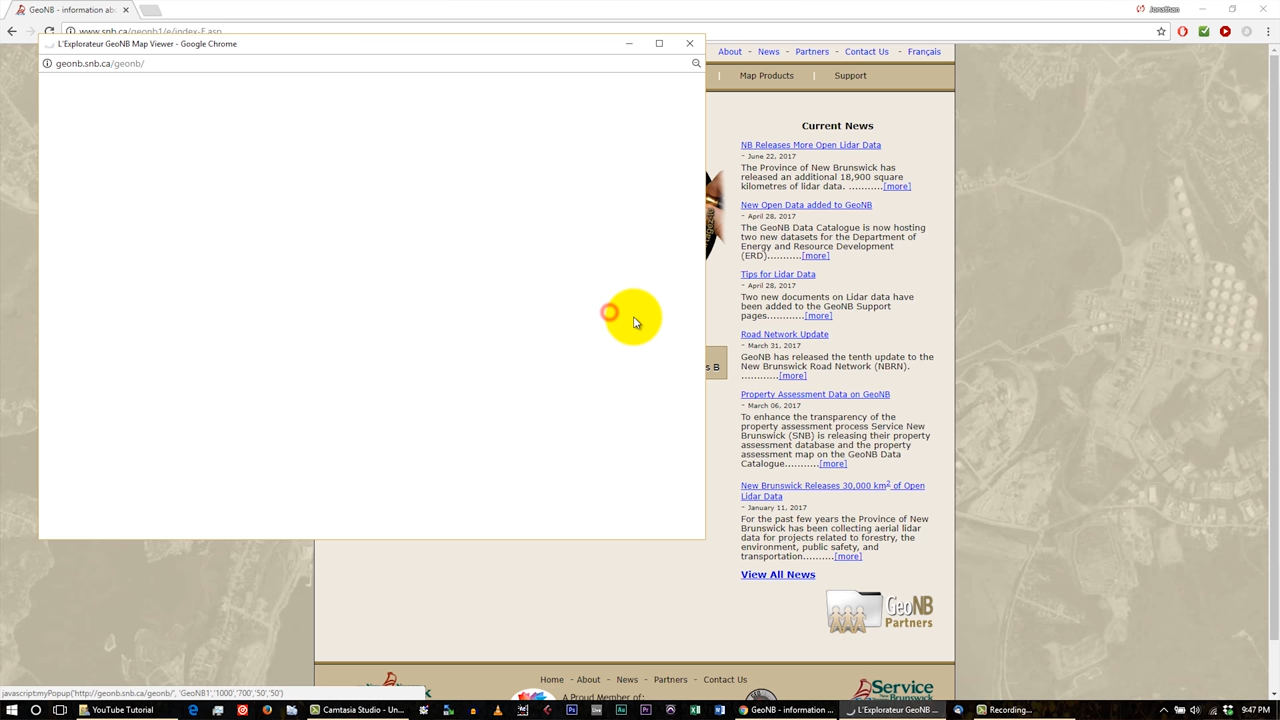 GeoNB - information ab
Jonathan
www.snb.ca/geonb1/e/index-E.asp
L'Explorateur GeoNB Map Viewer - Google Chrome
geonb.snb.ca/geonb/
About - News - Partners - Contact Us - Français
| Map Products | Support
Current News
NB Releases More Open Lidar Data
- June 22, 2017
The Province of New Brunswick has
released an additional 18,900 square
kilometres of lidar data. ...........[more]
New Open Data added to GeoNB
- April 28, 2017
The GeoNB Data Catalogue is now hosting
two new datasets for the Department of
Energy and Resource Development
(ERD)...........[more]
Tips for Lidar Data
- April 28, 2017
Two new documents on Lidar data have
been added to the GeoNB Support
pages............[more]
Road Network Update
- March 31, 2017
GeoNB has released the tenth update to the
New Brunswick Road Network (NBRN).
............[more]
s B
Property Assessment Data on GeoNB
- March 06, 2017
To enhance the transparency of the
property assessment process Service New
Brunswick (SNB) is releasing their property
assessment database and the property
assessment map on the GeoNB Data
Catalogue...........[more]
New Brunswick Releases 30,000 km2 of Open
Lidar Data
- January 11, 2017
For the past few years the Province of New
Brunswick has been collecting aerial lidar
data for projects related to forestry, the
environment, public safety, and
transportation..........[more]
View All News
GeoNB
Partners
Home - About - News - Partners - Contact Us
A Proud Member of:
Service
javascript:myPopup('http://geonb.snb.ca/geonb/', 'GeoNB1','1000','700','50','50')
YouTube Tutorial
Camtasia Studio - Un...
GeoNB - information ...
L'Explorateur GeoNB ...
Recording...
9:47 PM